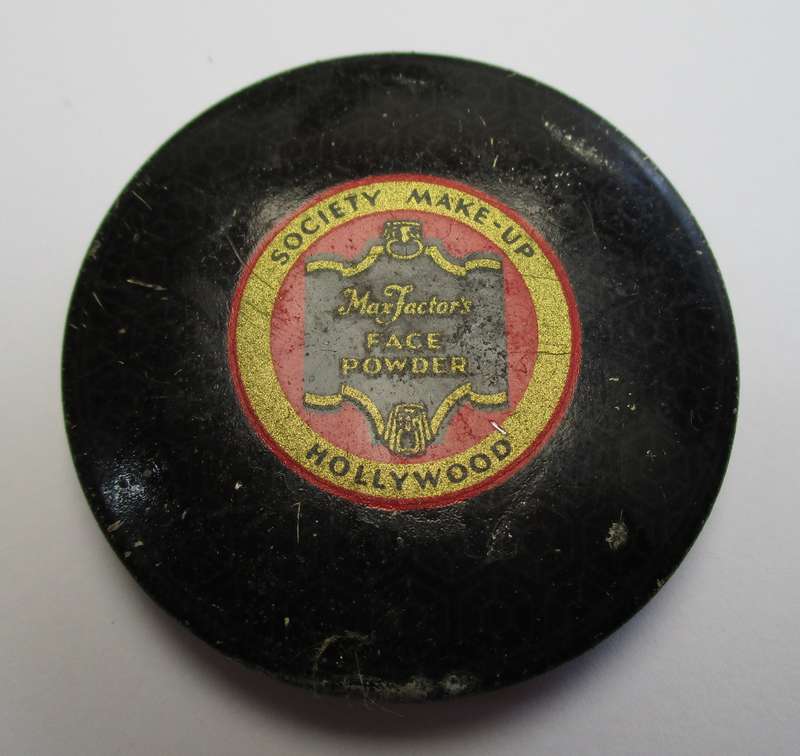 SOCIETY MAKE-UP
Max Factor's
FACE
POWDER
HOLLYWOOD